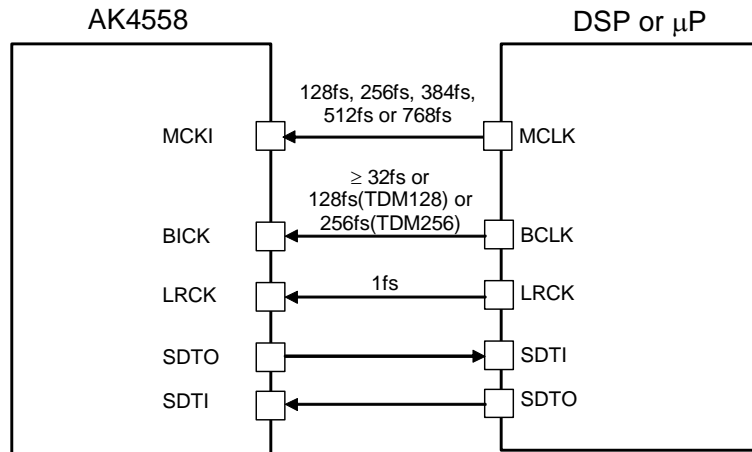 AK4558
DSP or μP
128fs, 256fs, 384fs,
512fs or 768fs
MCKI
MCLK
≥ 32fs or
128fs(TDM128) or
256fs(TDM256)
BICK
BCLK
1fs
LRCK
LRCK
SDTO
SDTI
SDTI
SDTO